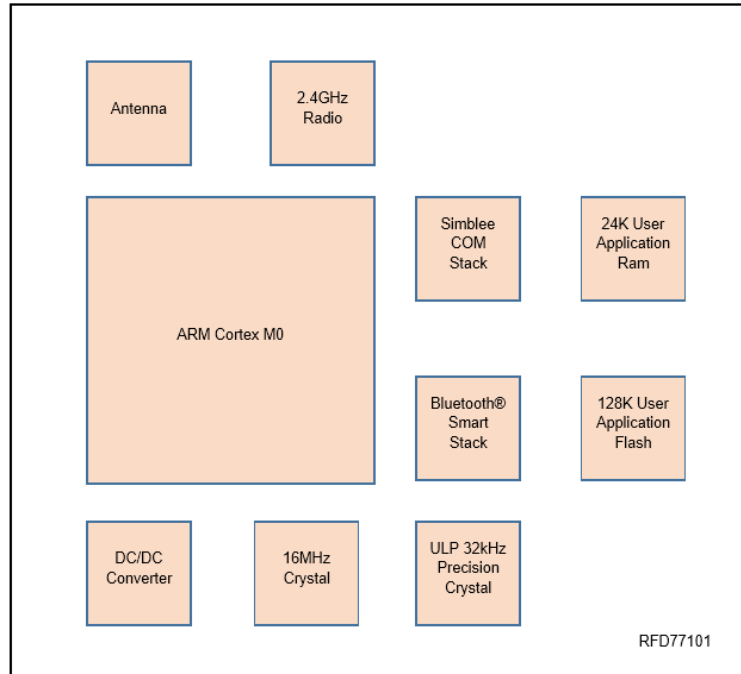 Antenna
2.4GHz
Radio
ARM Cortex M0
Simblee
COM
Stack
24K User
Application
Ram
Bluetooth®
Smart
Stack
128K User
Application
Flash
DC/DC
Converter
16MHz
Crystal
ULP 32kHz
Precision
Crystal
RFD77101